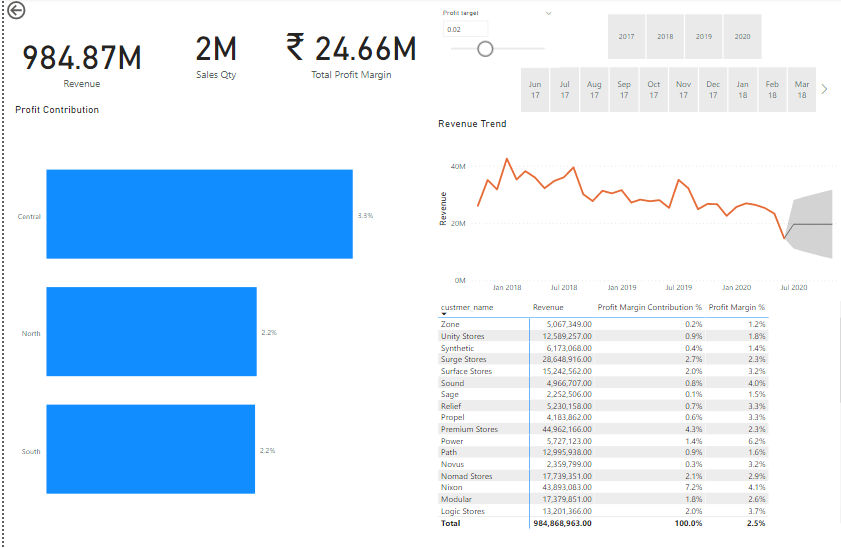 984.87M
Revenue
2M
Sales Qty
₹ 24.66M
Total Profit Margin
Profit target
0.02
2017 2018 2019 2020
Jun 17 Jul 17 Aug 17 Sep 17 Oct 17 Nov 17 Dec 17 Jan 18 Feb 18 Mar 18
Profit Contribution
Central 3.3%
North 2.2%
South 2.2%
Revenue Trend
Revenue
40M
20M
0M
Jan 2018 Jul 2018 Jan 2019 Jul 2019 Jan 2020 Jul 2020
custmer_name Revenue Profit Margin Contribution % Profit Margin %
Zone 5,067,349.00 0.2% 1.2%
Unity Stores 12,589,257.00 0.9% 1.8%
Synthetic 6,173,068.00 0.4% 1.4%
Surge Stores 28,648,916.00 2.7% 2.3%
Surface Stores 15,242,562.00 2.0% 3.2%
Sound 4,966,707.00 0.8% 4.0%
Sage 2,252,506.00 0.1% 1.5%
Relief 5,230,158.00 0.7% 3.3%
Propel 4,183,862.00 0.6% 3.3%
Premium Stores 44,962,166.00 4.3% 2.3%
Power 5,727,123.00 1.4% 6.2%
Path 12,995,938.00 0.9% 1.6%
Novus 2,359,799.00 0.3% 3.2%
Nomad Stores 17,739,351.00 2.1% 2.9%
Nixon 43,893,083.00 7.2% 4.1%
Modular 17,379,851.00 1.8% 2.6%
Logic Stores 13,201,366.00 2.0% 3.7%
Total 984,868,963.00 100.0% 2.5%